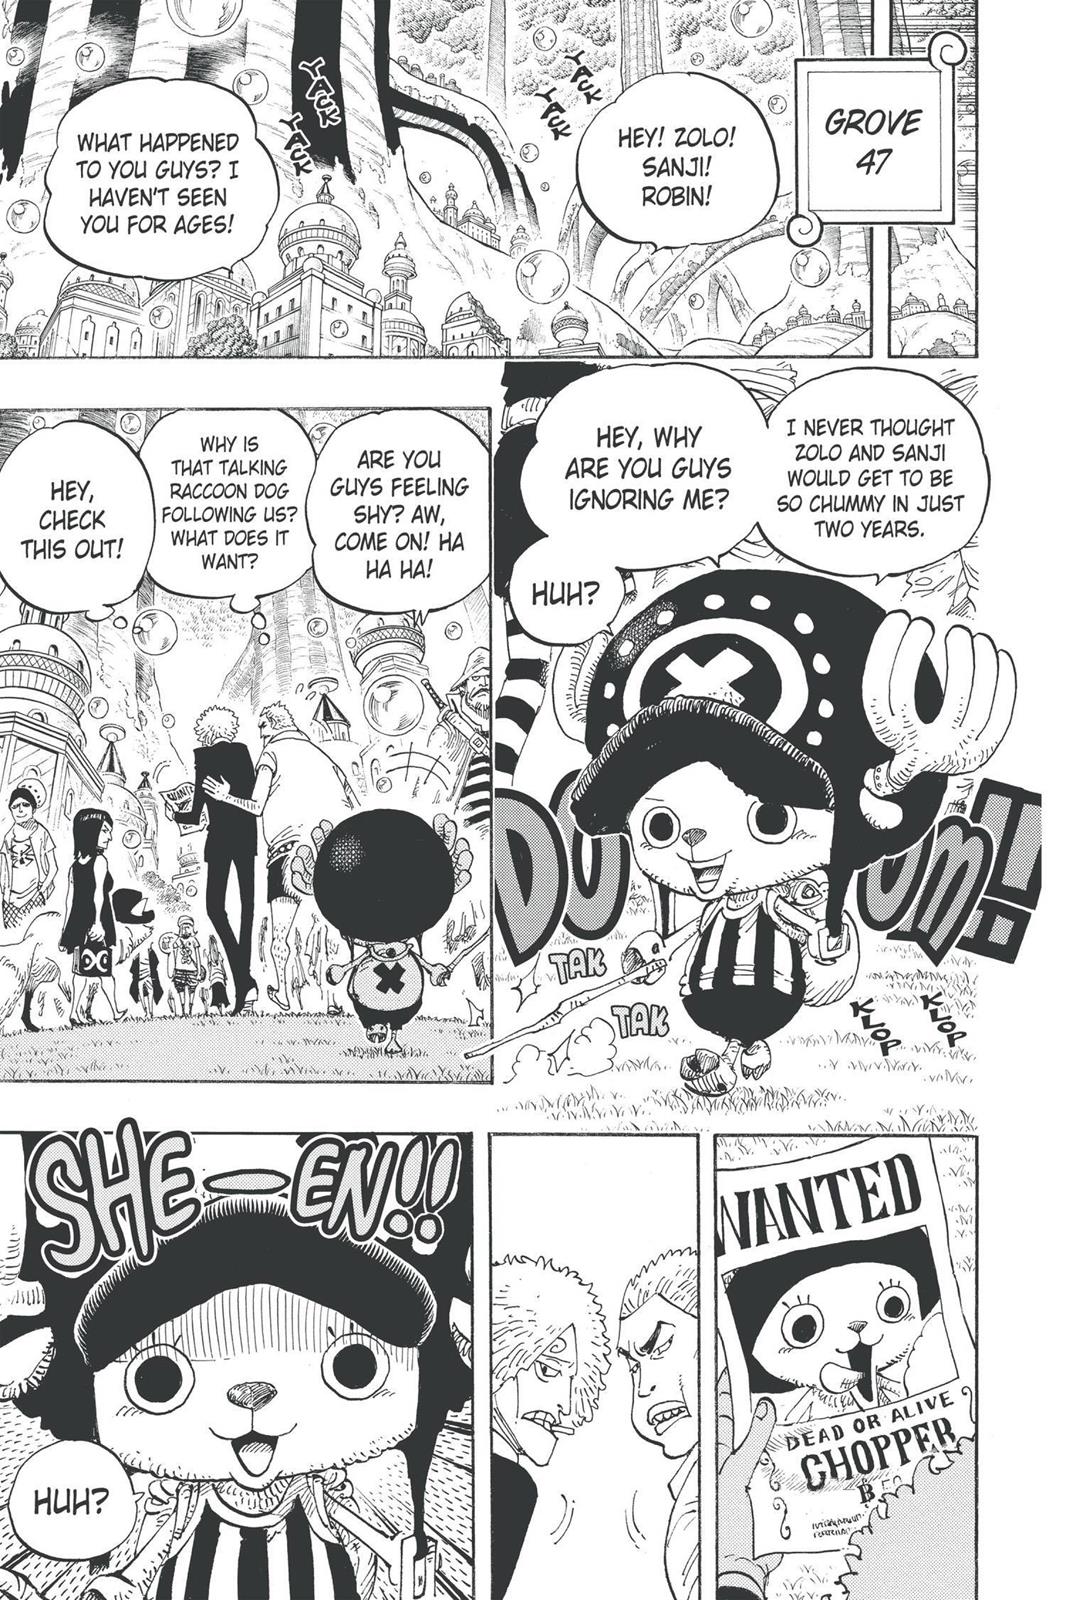 GROVE
47
HEY! ZOLO!
SANJI!
ROBIN!
YACK
YACK
WHAT HAPPENED
TO YOU GUYS? I
HAVEN'T SEEN
YOU FOR AGES!
YACK
YACK
YACK
I NEVER THOUGHT
ZOLO AND SANJI
WOULD GET TO BE
SO CHUMMY IN JUST
TWO YEARS.
HEY, WHY
ARE YOU GUYS
IGNORING ME?
HUH?
DOOM!!
TAK
TAK
KLOP
KLOP
ARE YOU
GUYS FEELING
SHY? AW,
COME ON! HA
HA HA!
WHY IS
THAT TALKING
RACCOON DOG
FOLLOWING US?
WHAT DOES IT
WANT?
HEY,
CHECK
THIS OUT!
WANTED
WANTED
DEAD OR ALIVE
CHOPPER
SHE-EN!!
HUH?